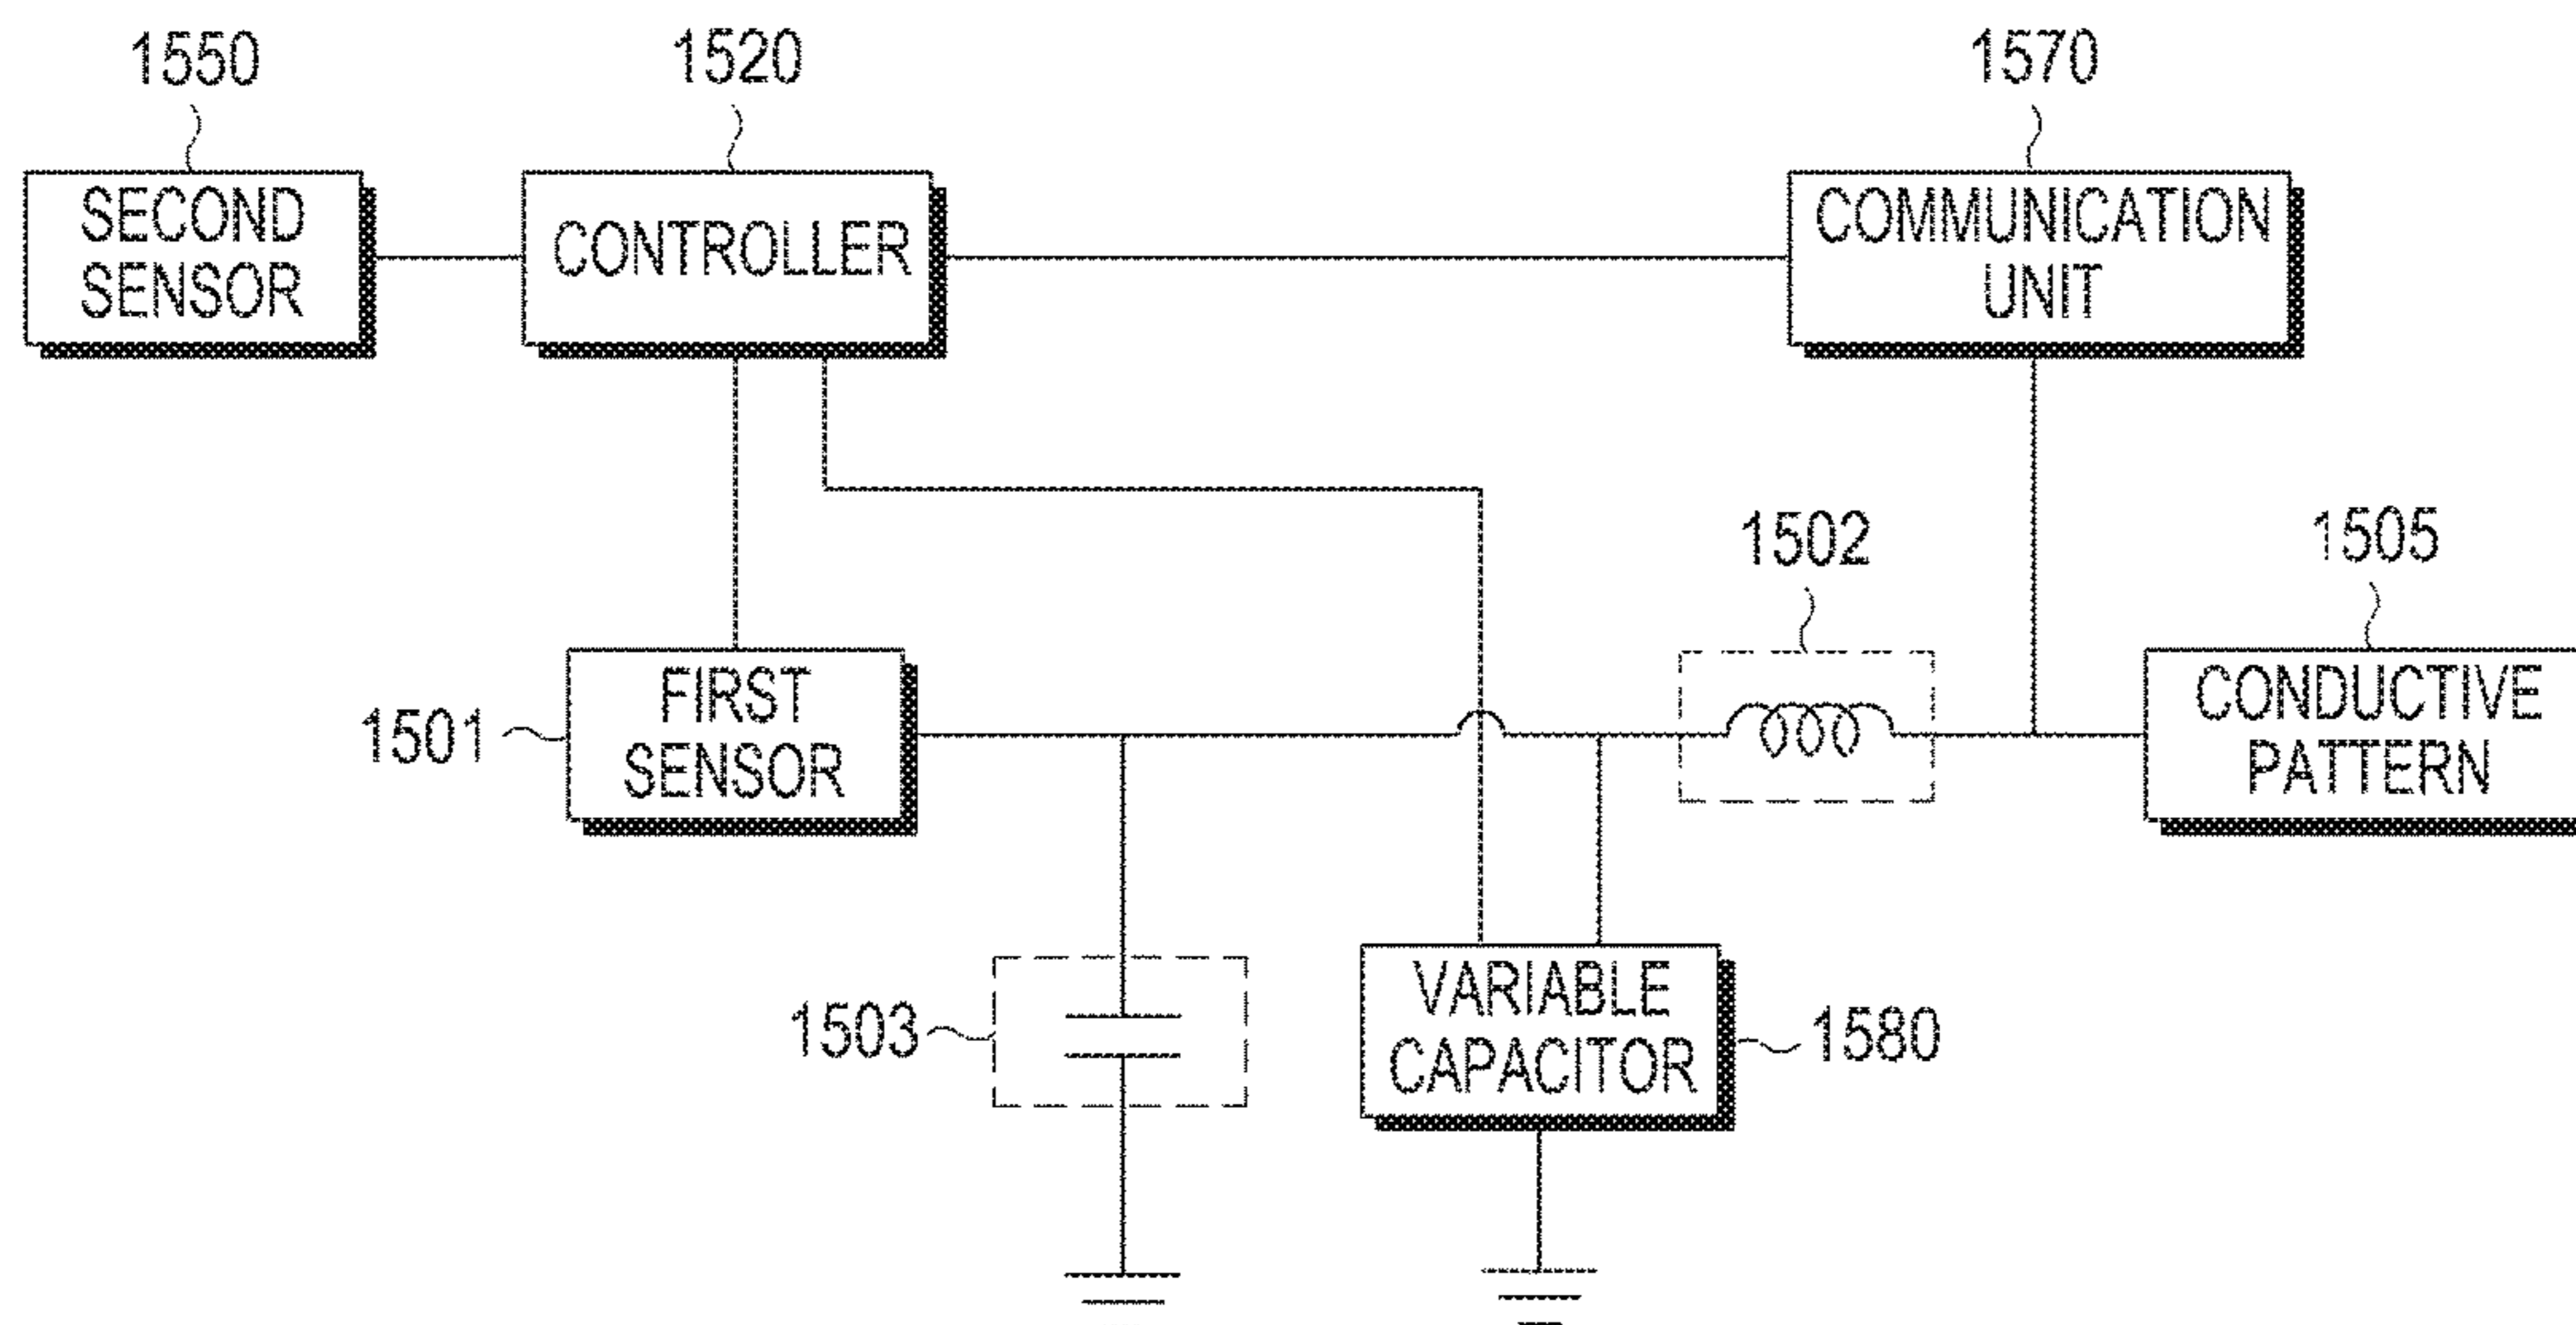 1550
1520
1570
SECOND
SENSOR
CONTROLLER
COMMUNICATION
UNIT
1502
1505
1501
FIRST
SENSOR
CONDUCTIVE
PATTERN
1503
VARIABLE
CAPACITOR
1580